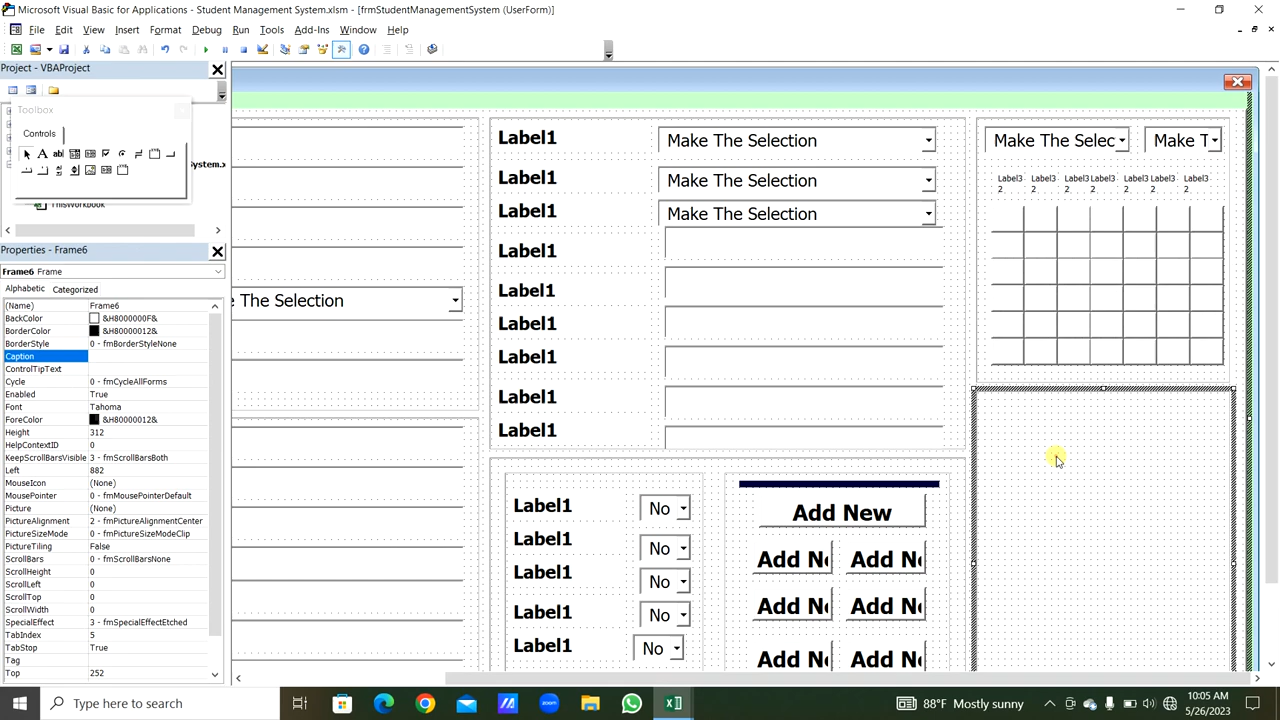 Microsoft Visual Basic for Applications - Student Management System.xlsm - [frmStudentManagementSystem (UserForm)]
File Edit View Insert Format Debug Run Tools Add-Ins Window Help
Project - VBAProject
Toolbox
Controls
System.x
ThisWorkbook
Properties - Frame6
Frame6 Frame
Alphabetic Categorized
(Name) Frame6
BackColor &H8000000F&
BorderColor &H80000012&
BorderStyle 0 - fmBorderStyleNone
Caption
ControlTipText
Cycle 0 - fmCycleAllForms
Enabled True
Font Tahoma
ForeColor &H80000012&
Height 312
HelpContextID 0
KeepScrollBarsVisible 3 - fmScrollBarsBoth
Left 882
MouseIcon (None)
MousePointer 0 - fmMousePointerDefault
Picture (None)
PictureAlignment 2 - fmPictureAlignmentCenter
PictureSizeMode 0 - fmPictureSizeModeClip
PictureTiling False
ScrollBars 0 - fmScrollBarsNone
ScrollHeight 0
ScrollLeft 0
ScrollTop 0
ScrollWidth 0
SpecialEffect 3 - fmSpecialEffectEtched
TabIndex 5
TabStop True
Tag
Top 252
e The Selection
Label1 Make The Selection
Label1 Make The Selection
Label1 Make The Selection
Label1
Label1
Label1
Label1
Label1
Label1
Make The Selec Make T
Label3 Label3 Label3 Label3 Label3 Label3 Label3
2 2 2 2 2 2 2
Label1 No
Label1 No
Label1 No
Label1 No
Label1 No
Add New
Add Ne Add Ne
Add Ne Add Ne
Add Ne Add Ne
Type here to search
88°F Mostly sunny
10:05 AM
5/26/2023